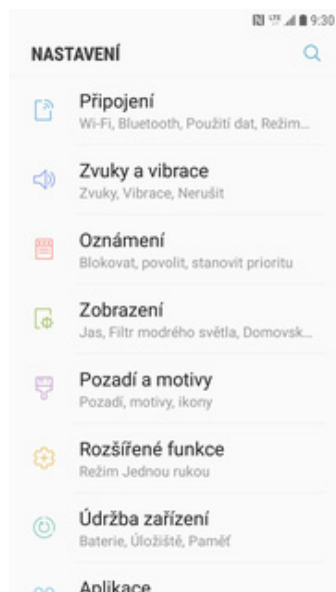 LTE 9:30
NASTAVENÍ
Připojení
Wi-Fi, Bluetooth, Použití dat, Režim...
Zvuky a vibrace
Zvuky, Vibrace, Nerušit
Oznámení
Blokovat, povolit, stanovit prioritu
Zobrazení
Jas, Filtr modrého světla, Domovsk...
Pozadí a motivy
Pozadí, motivy, ikony
Rozšířené funkce
Režim Jednou rukou
Údržba zařízení
Baterie, Úložiště, Paměť
Aplikace